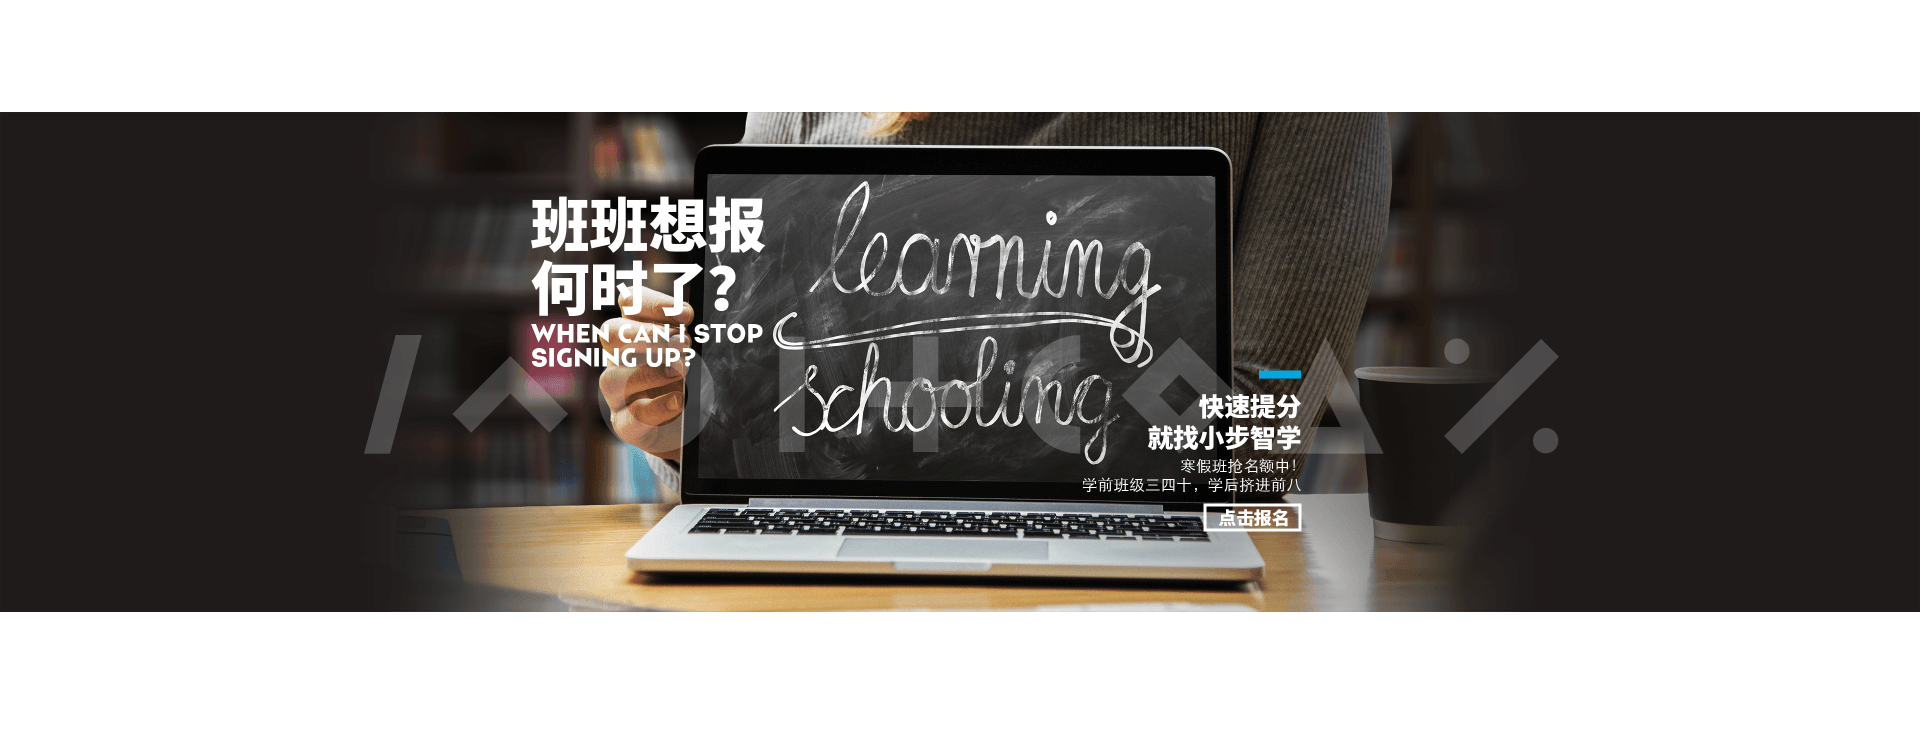 班班想报
何时了？
WHEN CAN I STOP
SIGNING UP?
learning
schooling
快速提分
就找小步智学
寒假班抢名额中！
学前班级三四十，学后挤进前八
点击报名